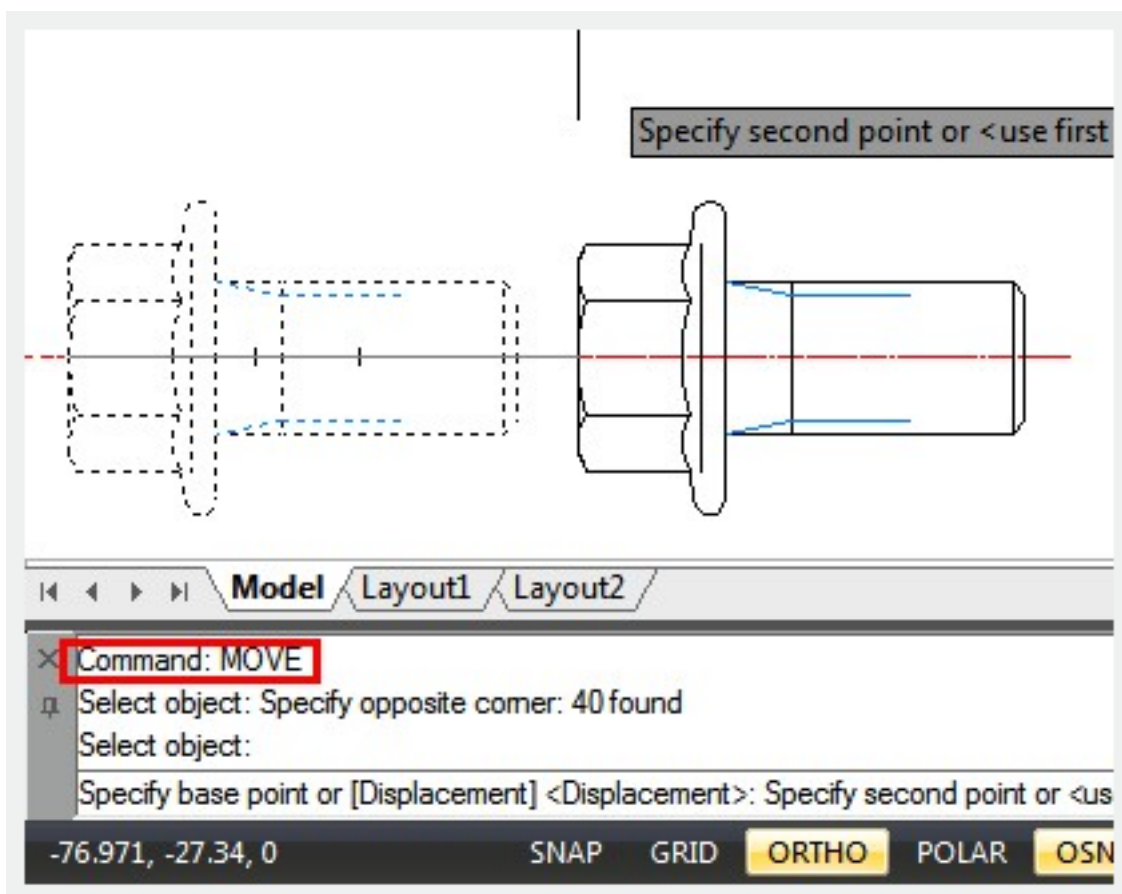 Specify second point or <use first
Model Layout1 Layout2
Command: MOVE
Select object: Specify opposite corner: 40 found
Select object:
Specify base point or [Displacement] <Displacement>: Specify second point or <us
-76.971, -27.34, 0 SNAP GRID ORTHO POLAR OSN